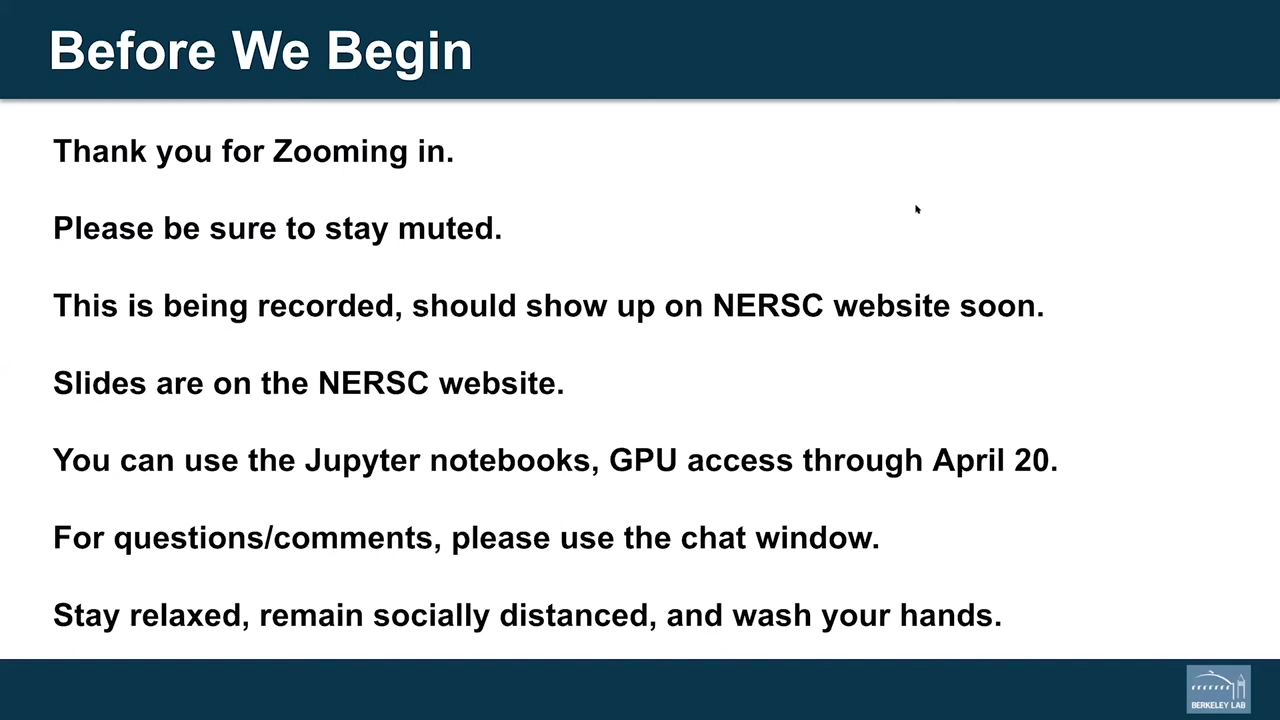 Before We Begin
Thank you for Zooming in.
Please be sure to stay muted.
This is being recorded, should show up on NERSC website soon.
Slides are on the NERSC website.
You can use the Jupyter notebooks, GPU access through April 20.
For questions/comments, please use the chat window.
Stay relaxed, remain socially distanced, and wash your hands.
BERKELEY LAB